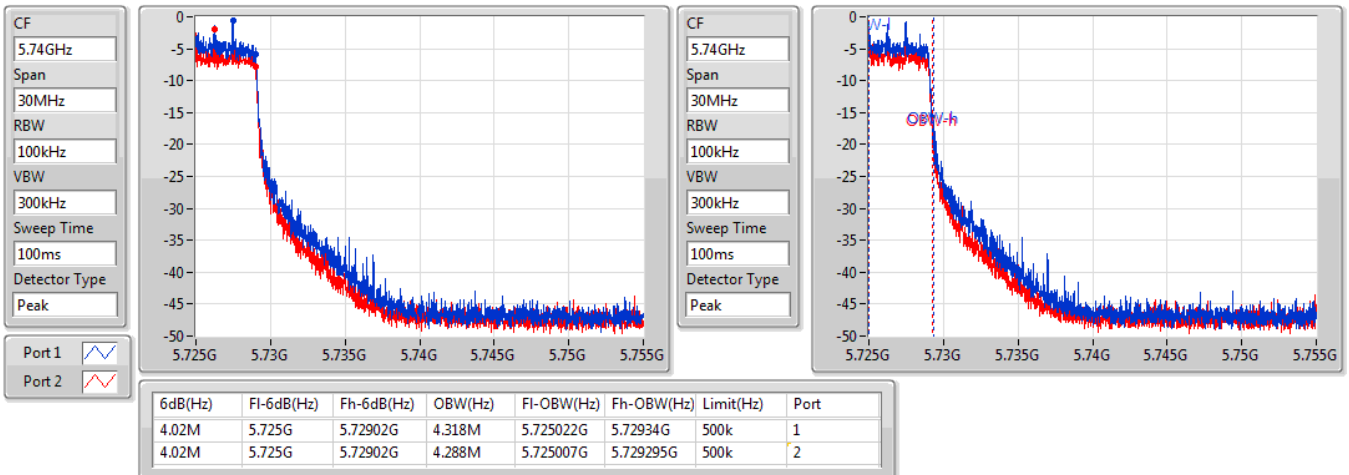 CF
5.74GHz
Span
30MHz
RBW
100kHz
VBW
300kHz
Sweep Time
100ms
Detector Type
Peak
0-
-5-
-10-
-15-
-20-
-25-
-30-
-35-
-40-
-45-
-50-
5.725G 5.73G 5.735G 5.74G 5.745G 5.75G 5.755G
CF
5.74GHz
Span
30MHz
RBW
100kHz
VBW
300kHz
Sweep Time
100ms
Detector Type
Peak
0-
-5-
-10-
-15-
-20-
-25-
-30-
-35-
-40-
-45-
-50-
W-l
OBW-h
OBW-h
5.725G 5.73G 5.735G 5.74G 5.745G 5.75G 5.755G
Port 1
Port 2
6dB(Hz) Fl-6dB(Hz) Fh-6dB(Hz) OBW(Hz) Fl-OBW(Hz) Fh-OBW(Hz) Limit(Hz) Port
4.02M 5.725G 5.72902G 4.318M 5.725022G 5.72934G 500k 1
4.02M 5.725G 5.72902G 4.288M 5.725007G 5.729295G 500k 2